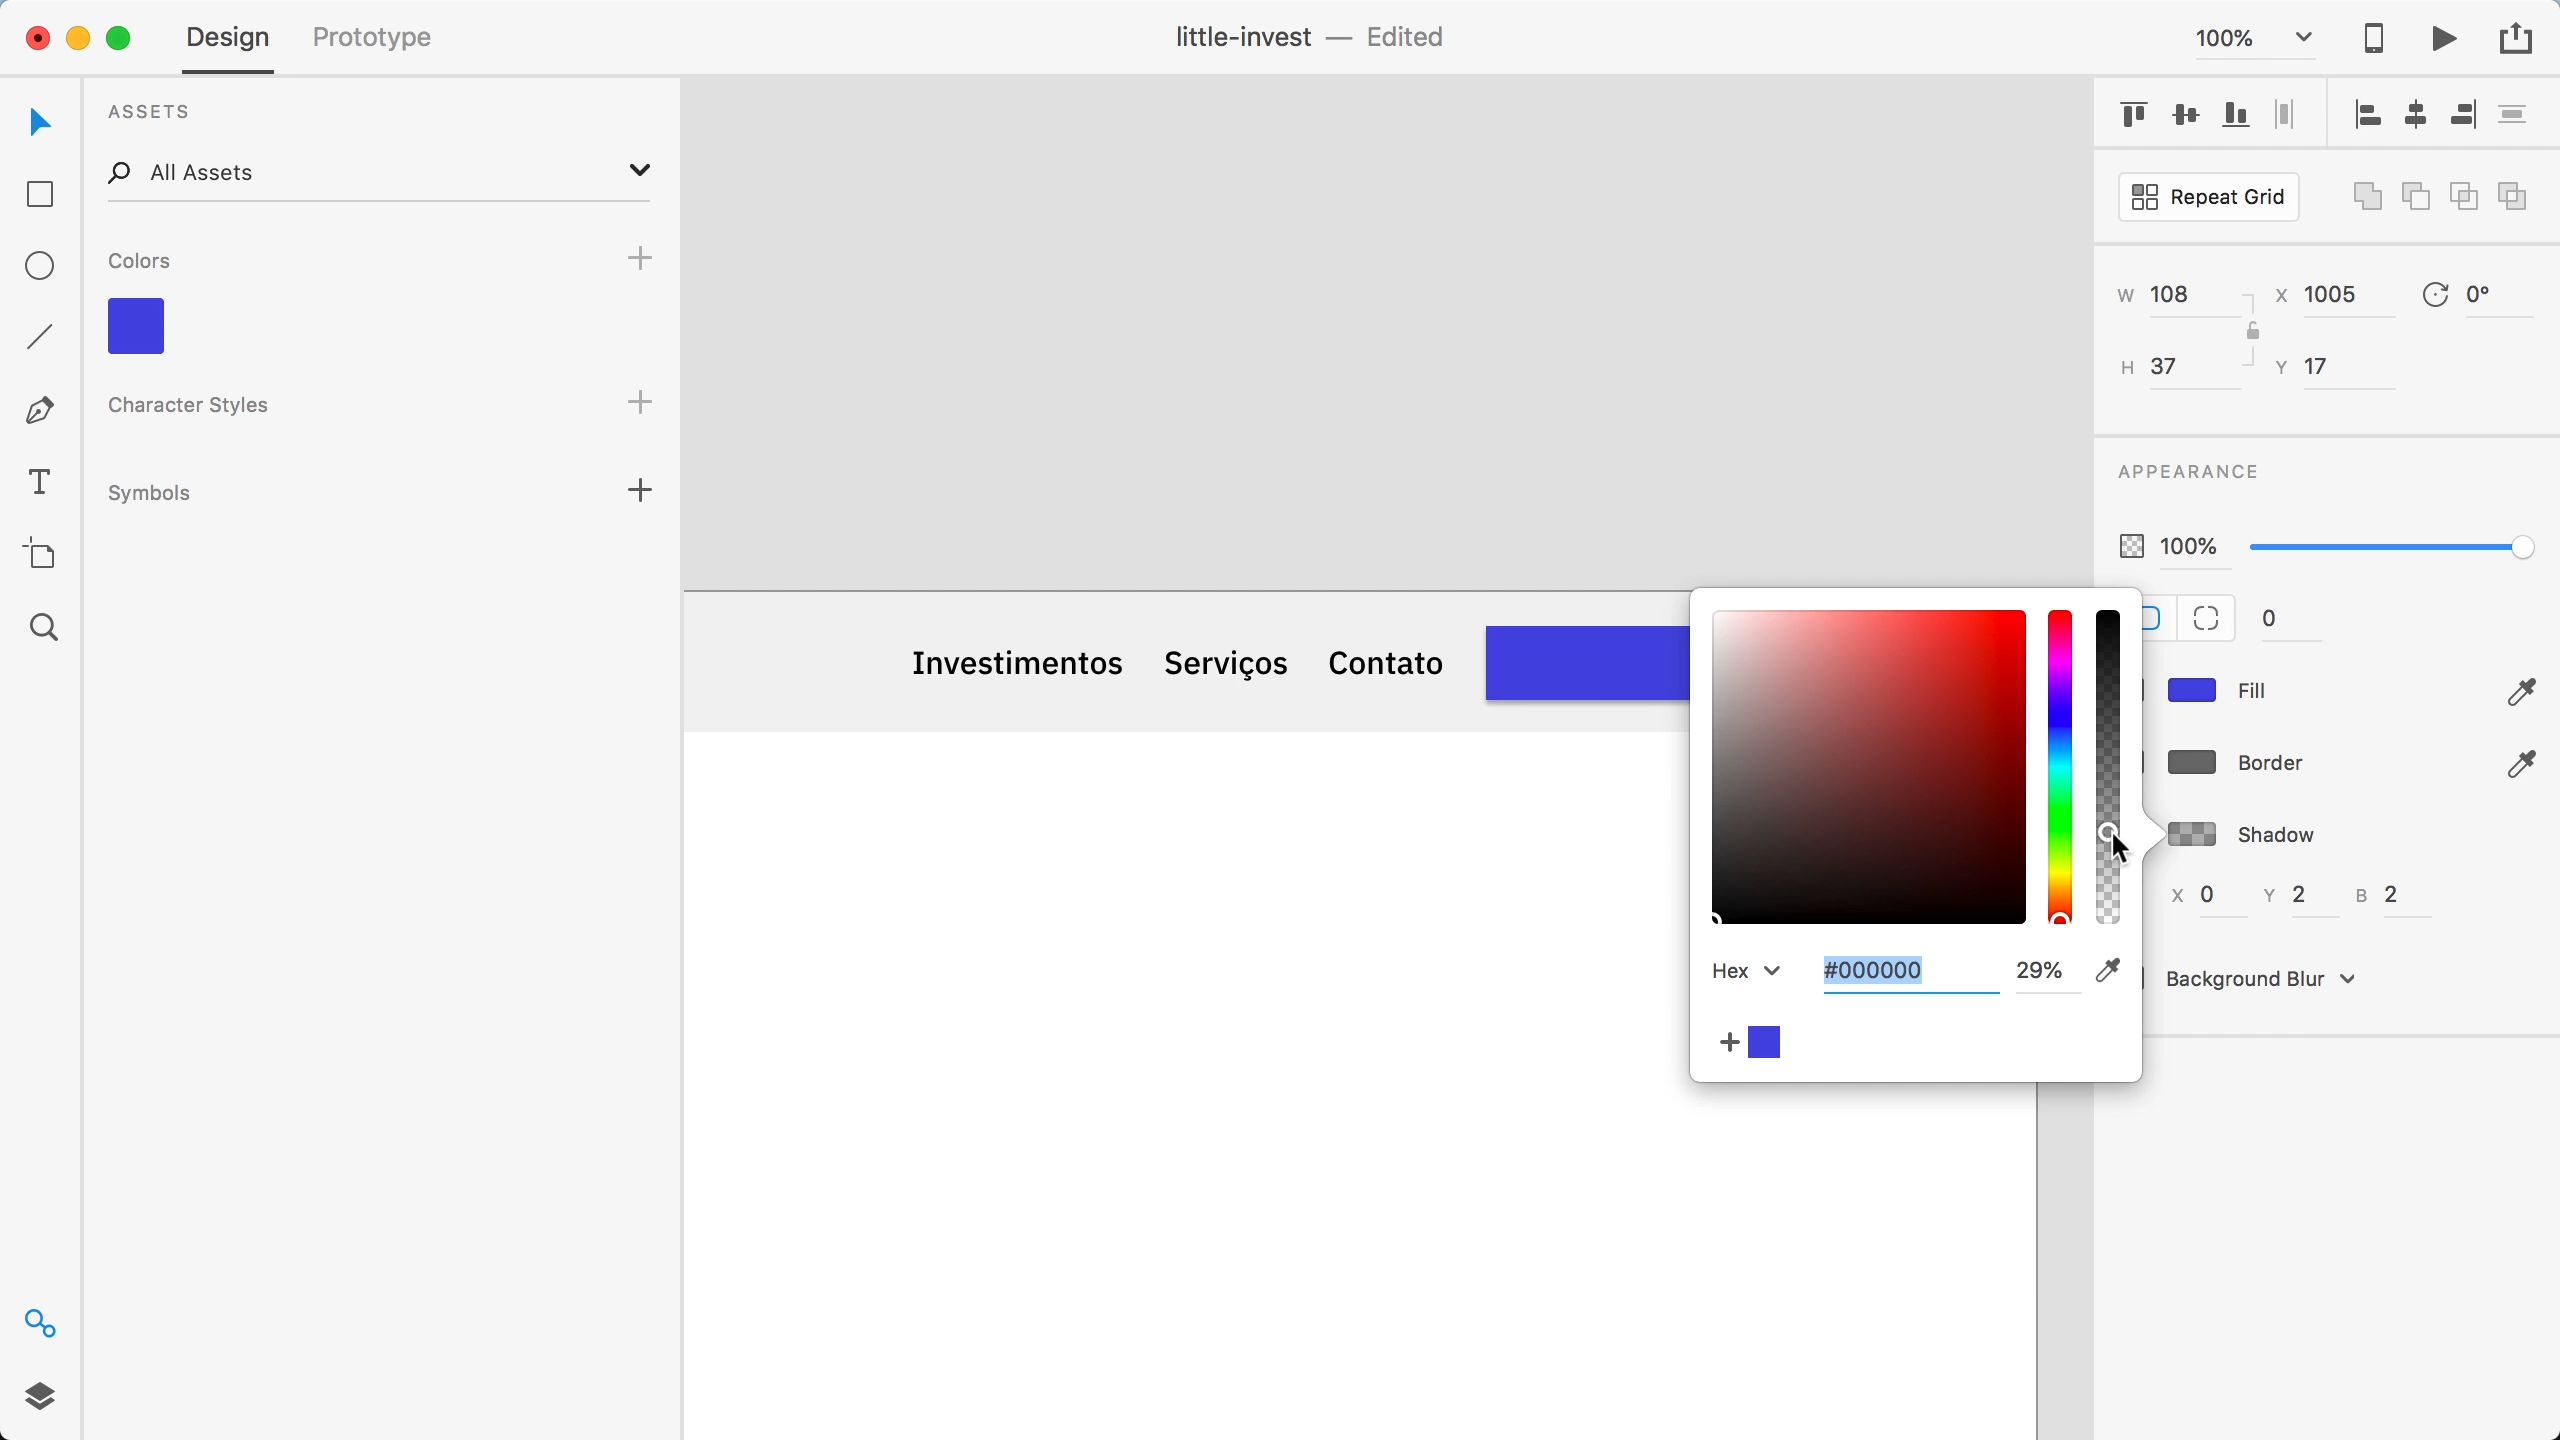 Design Prototype little-invest — Edited 100%
ASSETS
All Assets
Colors
Character Styles
Symbols
Investimentos Serviços Contato
Repeat Grid
W 108 X 1005 0°
H 37 Y 17
APPEARANCE
100%
0
Fill
Border
Shadow
X 0 Y 2 B 2
Background Blur
Hex #000000 29%